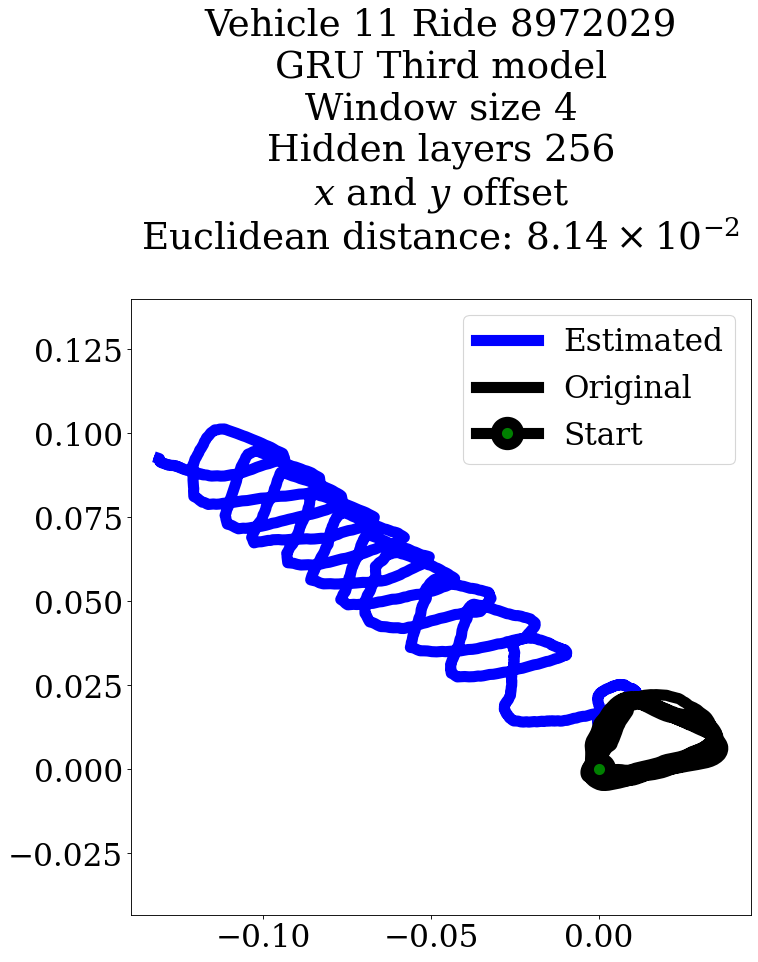 Vehicle 11 Ride 8972029
GRU Third model
Window size 4
Hidden layers 256
x and y offset
Euclidean distance: 8.14 × 10⁻²
Estimated
Original
Start
0.125
0.100
0.075
0.050
0.025
0.000
−0.025
−0.10
−0.05
0.00